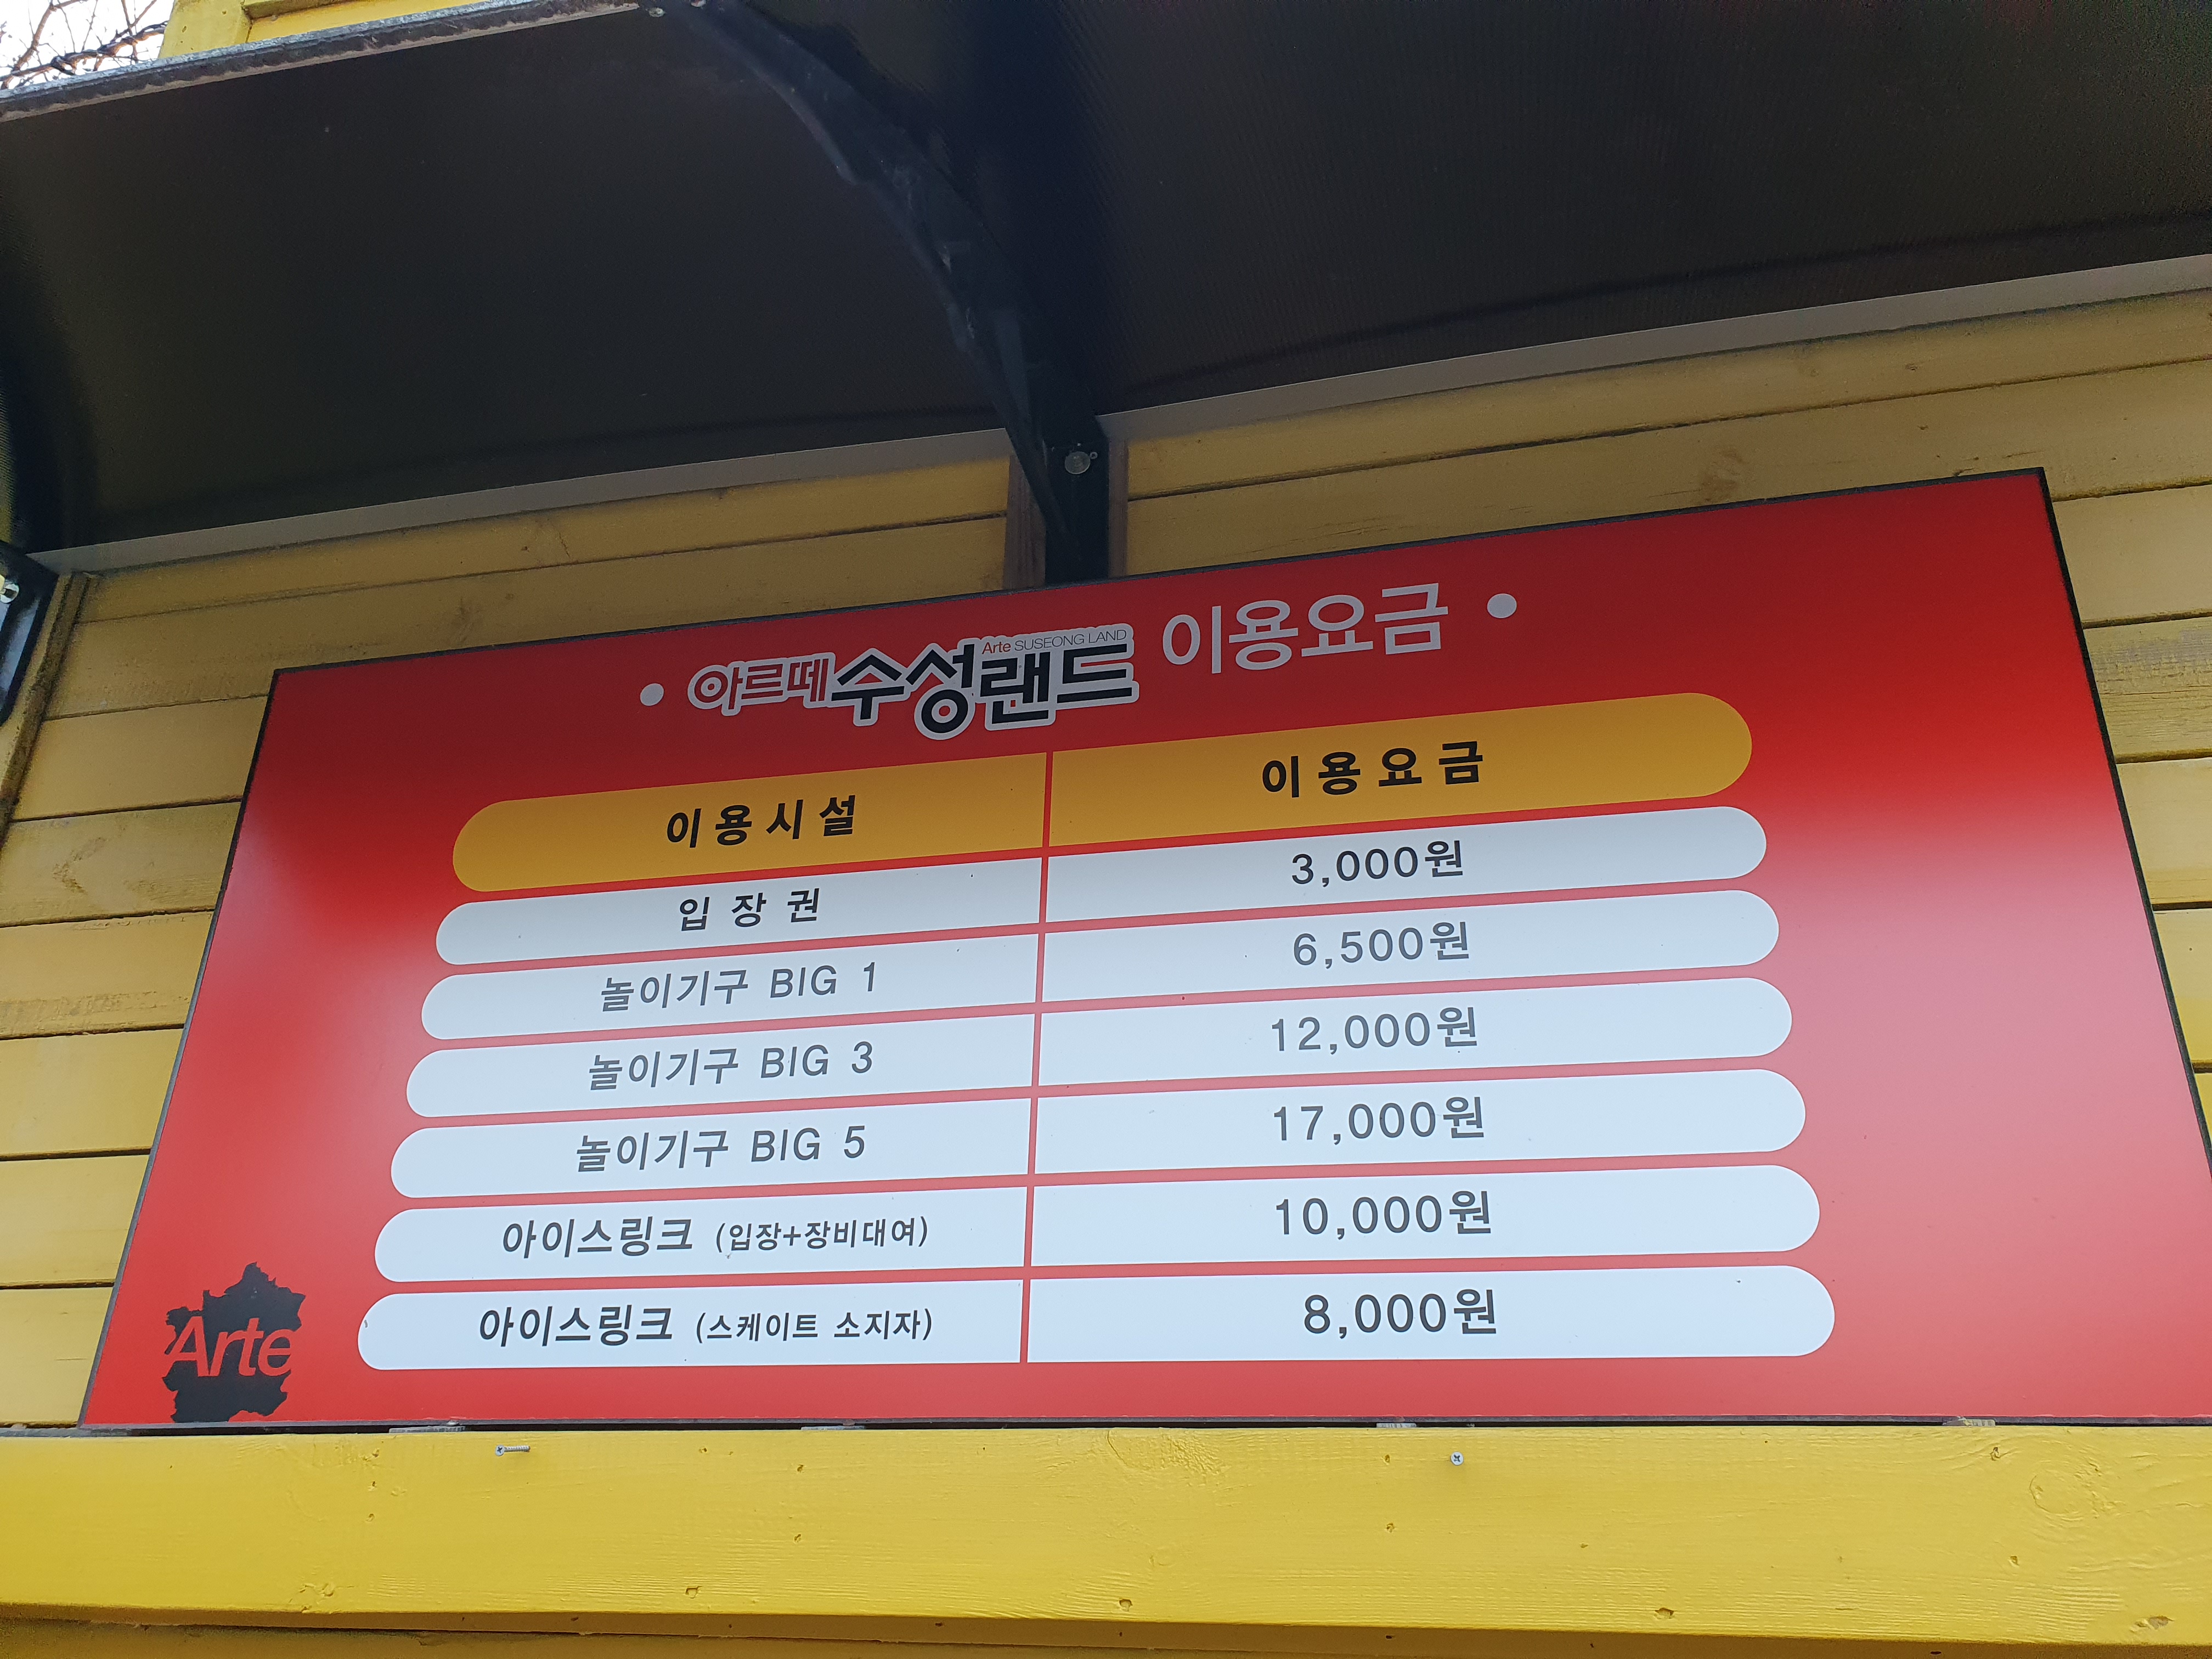 • 아르떼수성랜드 Arte SUSEONG LAND 이용요금 •
이용시설 이용요금
입장권 3,000원
놀이기구 BIG 1 6,500원
놀이기구 BIG 3 12,000원
놀이기구 BIG 5 17,000원
아이스링크 (입장+장비대여) 10,000원
아이스링크 (스케이트 소지자) 8,000원
Arte